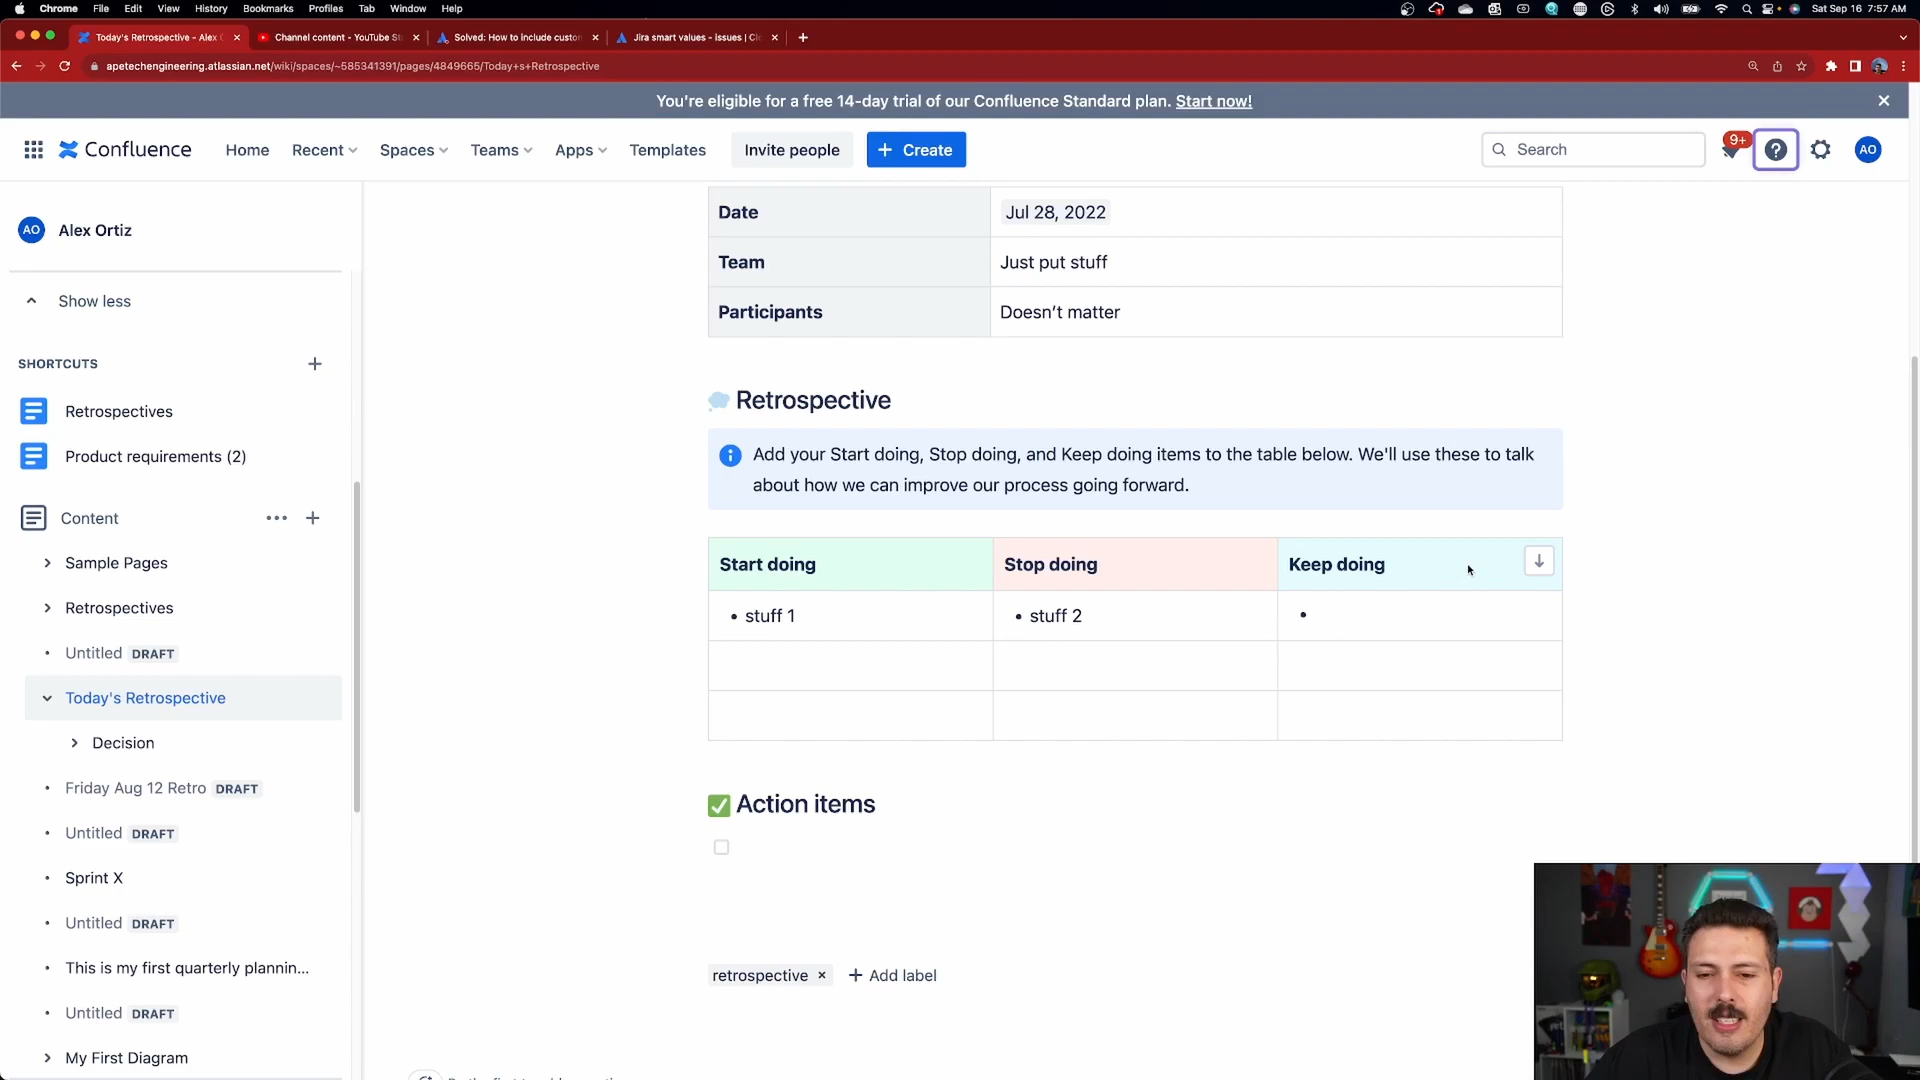 Chrome File Edit View History Bookmarks Profiles Tab Window Help
Sat Sep 16 7:57 AM
Today's Retrospective - Alex
Channel content - YouTube
Solved: How to include custo
Jira smart values - issues |
apetechengineering.atlassian.net/wiki/spaces/~585341391/pages/4849665/Today+s+Retrospective
You're eligible for a free 14-day trial of our Confluence Standard plan. Start now!
Confluence
Home
Recent
Spaces
Teams
Apps
Templates
Invite people
+ Create
Search
9+
AO
AO
Alex Ortiz
Show less
SHORTCUTS
Retrospectives
Product requirements (2)
Content
Sample Pages
Retrospectives
Untitled DRAFT
Today's Retrospective
Decision
Friday Aug 12 Retro DRAFT
Untitled DRAFT
Sprint X
Untitled DRAFT
This is my first quarterly plannin...
Untitled DRAFT
My First Diagram
Date Jul 28, 2022
Team Just put stuff
Participants Doesn't matter
Retrospective
Add your Start doing, Stop doing, and Keep doing items to the table below. We'll use these to talk
about how we can improve our process going forward.
Start doing Stop doing Keep doing
• stuff 1 • stuff 2 •
Action items
retrospective ×
+ Add label